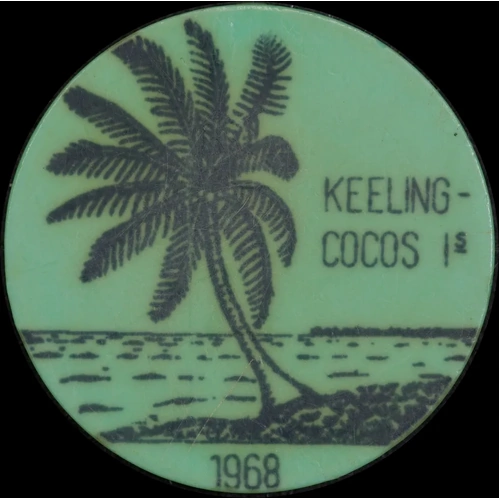 KEELING-
COCOS Iˢ
1968